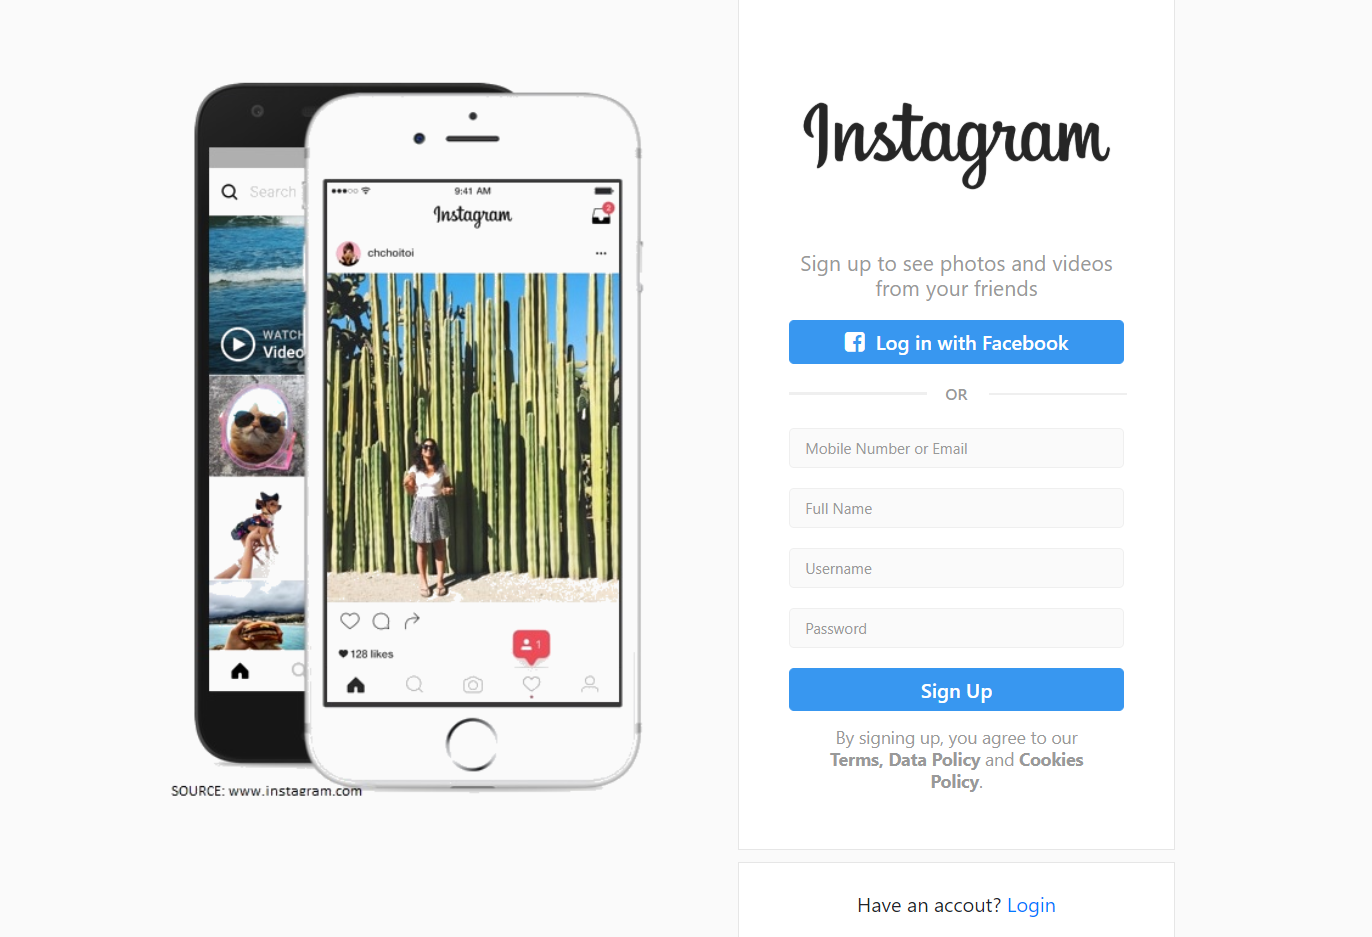 Search
WATCH
Video
9:41 AM
Instagram
2
chchoitoi
128 likes
1
SOURCE: www.instagram.com
Instagram
Sign up to see photos and videos
from your friends
Log in with Facebook
OR
Mobile Number or Email
Full Name
Username
Password
Sign Up
By signing up, you agree to our
Terms, Data Policy and Cookies
Policy.
Have an accout? Login